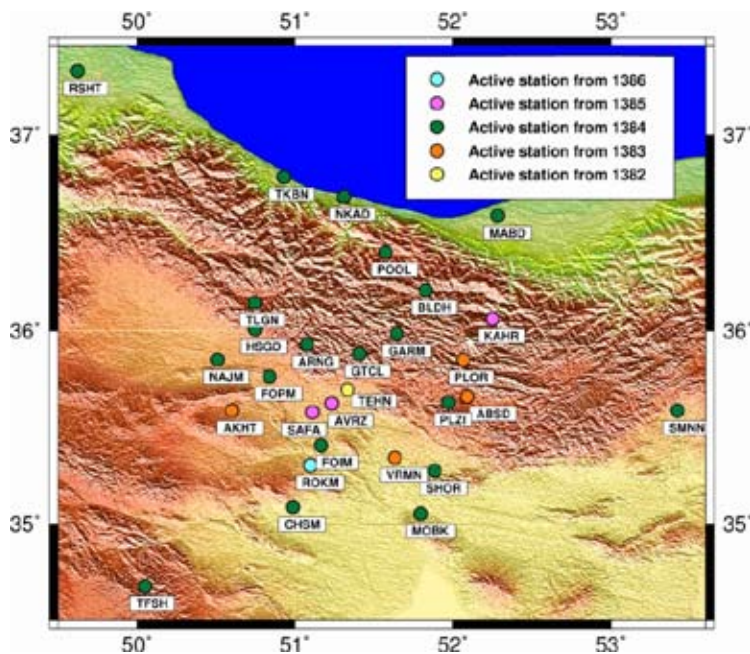 50° 51° 52° 53°
Active station from 1386
Active station from 1385
Active station from 1384
Active station from 1383
Active station from 1382
RSHT
37° 37°
TKBN
NKAD
MABD
POOL
BLDH
TLGN
36° 36°
KAHR
HSGD
ARNG
GARM
GTCL
NAJM
PLOR
FOPM
TEHN
ABSD
AVRZ
PLZI
AKHT
SAFA
SMNN
FOIM
VRMN
ROKM
SHOR
CHSM
35° 35°
MOBK
TFSH
50° 51° 52° 53°